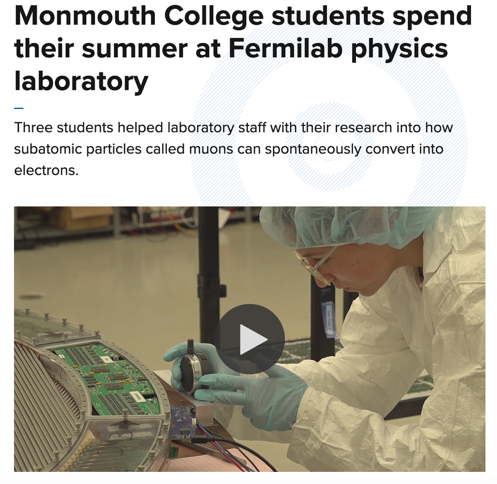 Monmouth College students spend
their summer at Fermilab physics
laboratory
Three students helped laboratory staff with their research into how
subatomic particles called muons can spontaneously convert into
electrons.